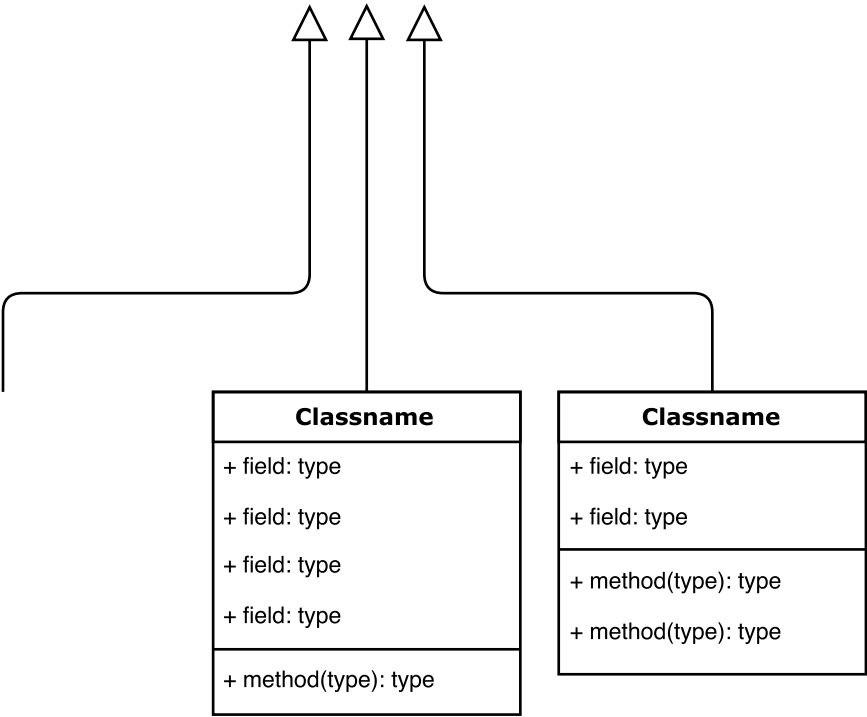 Classname
+ field: type
+ field: type
+ field: type
+ field: type
+ method(type): type
Classname
+ field: type
+ field: type
+ method(type): type
+ method(type): type